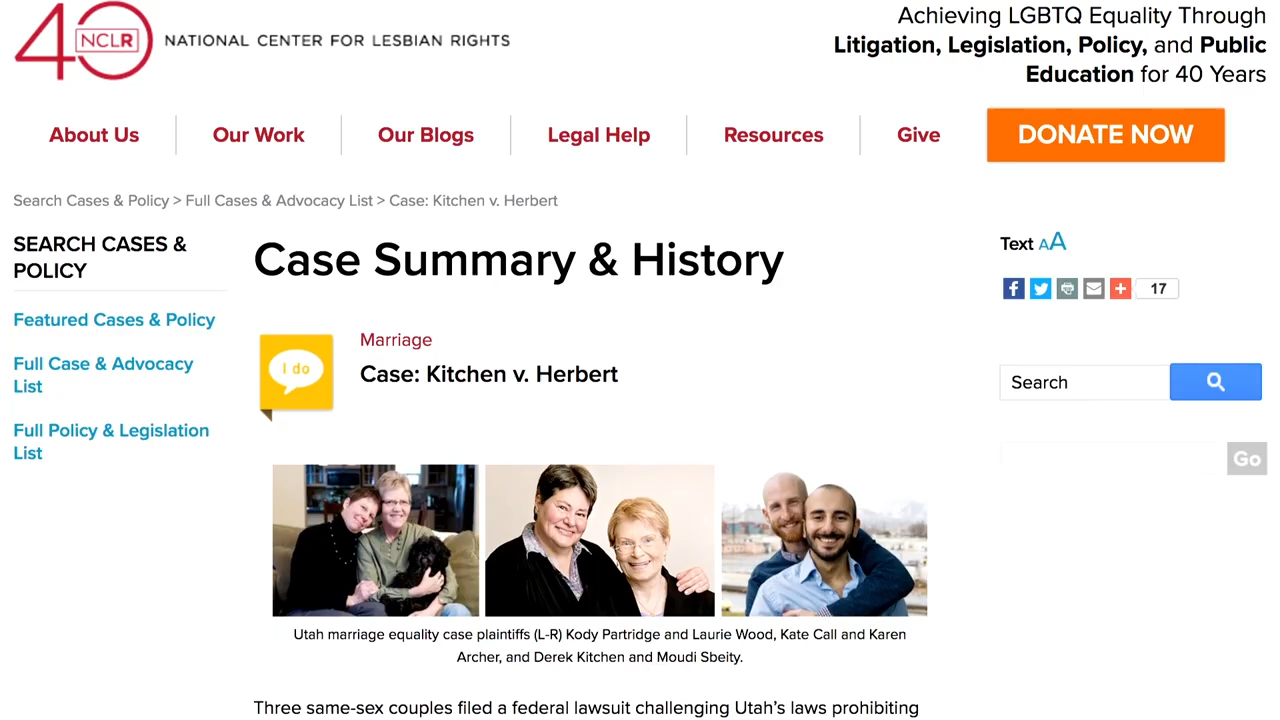 40 NCLR NATIONAL CENTER FOR LESBIAN RIGHTS
Achieving LGBTQ Equality Through
Litigation, Legislation, Policy, and Public
Education for 40 Years
About Us
Our Work
Our Blogs
Legal Help
Resources
Give
DONATE NOW
Search Cases & Policy > Full Cases & Advocacy List > Case: Kitchen v. Herbert
SEARCH CASES &
POLICY
Featured Cases & Policy
Full Case & Advocacy
List
Full Policy & Legislation
List
Case Summary & History
I do
Marriage
Case: Kitchen v. Herbert
Utah marriage equality case plaintiffs (L-R) Kody Partridge and Laurie Wood, Kate Call and Karen
Archer, and Derek Kitchen and Moudi Sbeity.
Three same-sex couples filed a federal lawsuit challenging Utah's laws prohibiting
Text AA
17
Search
Go